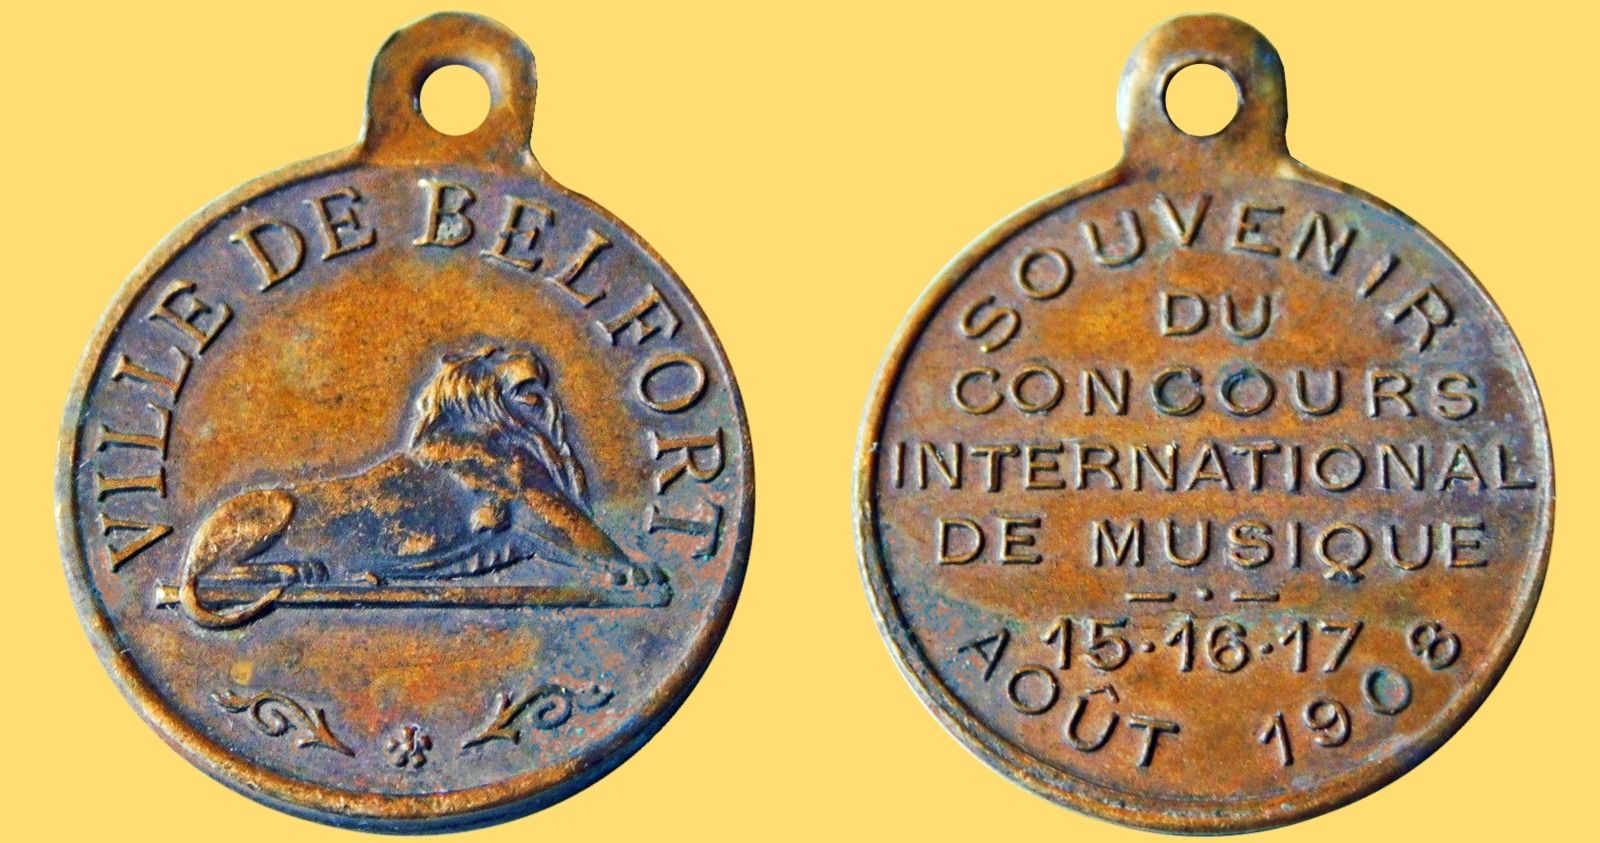 VILLE DE BELFORT
SOUVENIR
DU
CONCOURS
INTERNATIONAL
DE MUSIQUE
15·16·17
AOÛT 1908